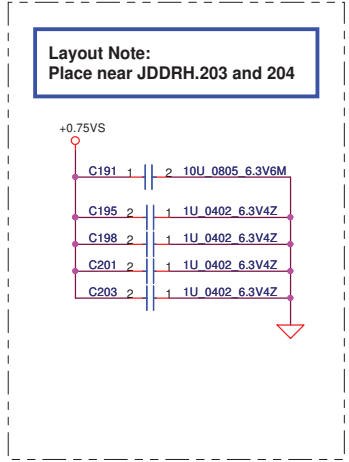 Layout Note:
Place near JDDRH.203 and 204
+0.75VS
C191 1 2 10U_0805_6.3V6M
C195 2 1 1U_0402_6.3V4Z
C198 2 1 1U_0402_6.3V4Z
C201 2 1 1U_0402_6.3V4Z
C203 2 1 1U_0402_6.3V4Z